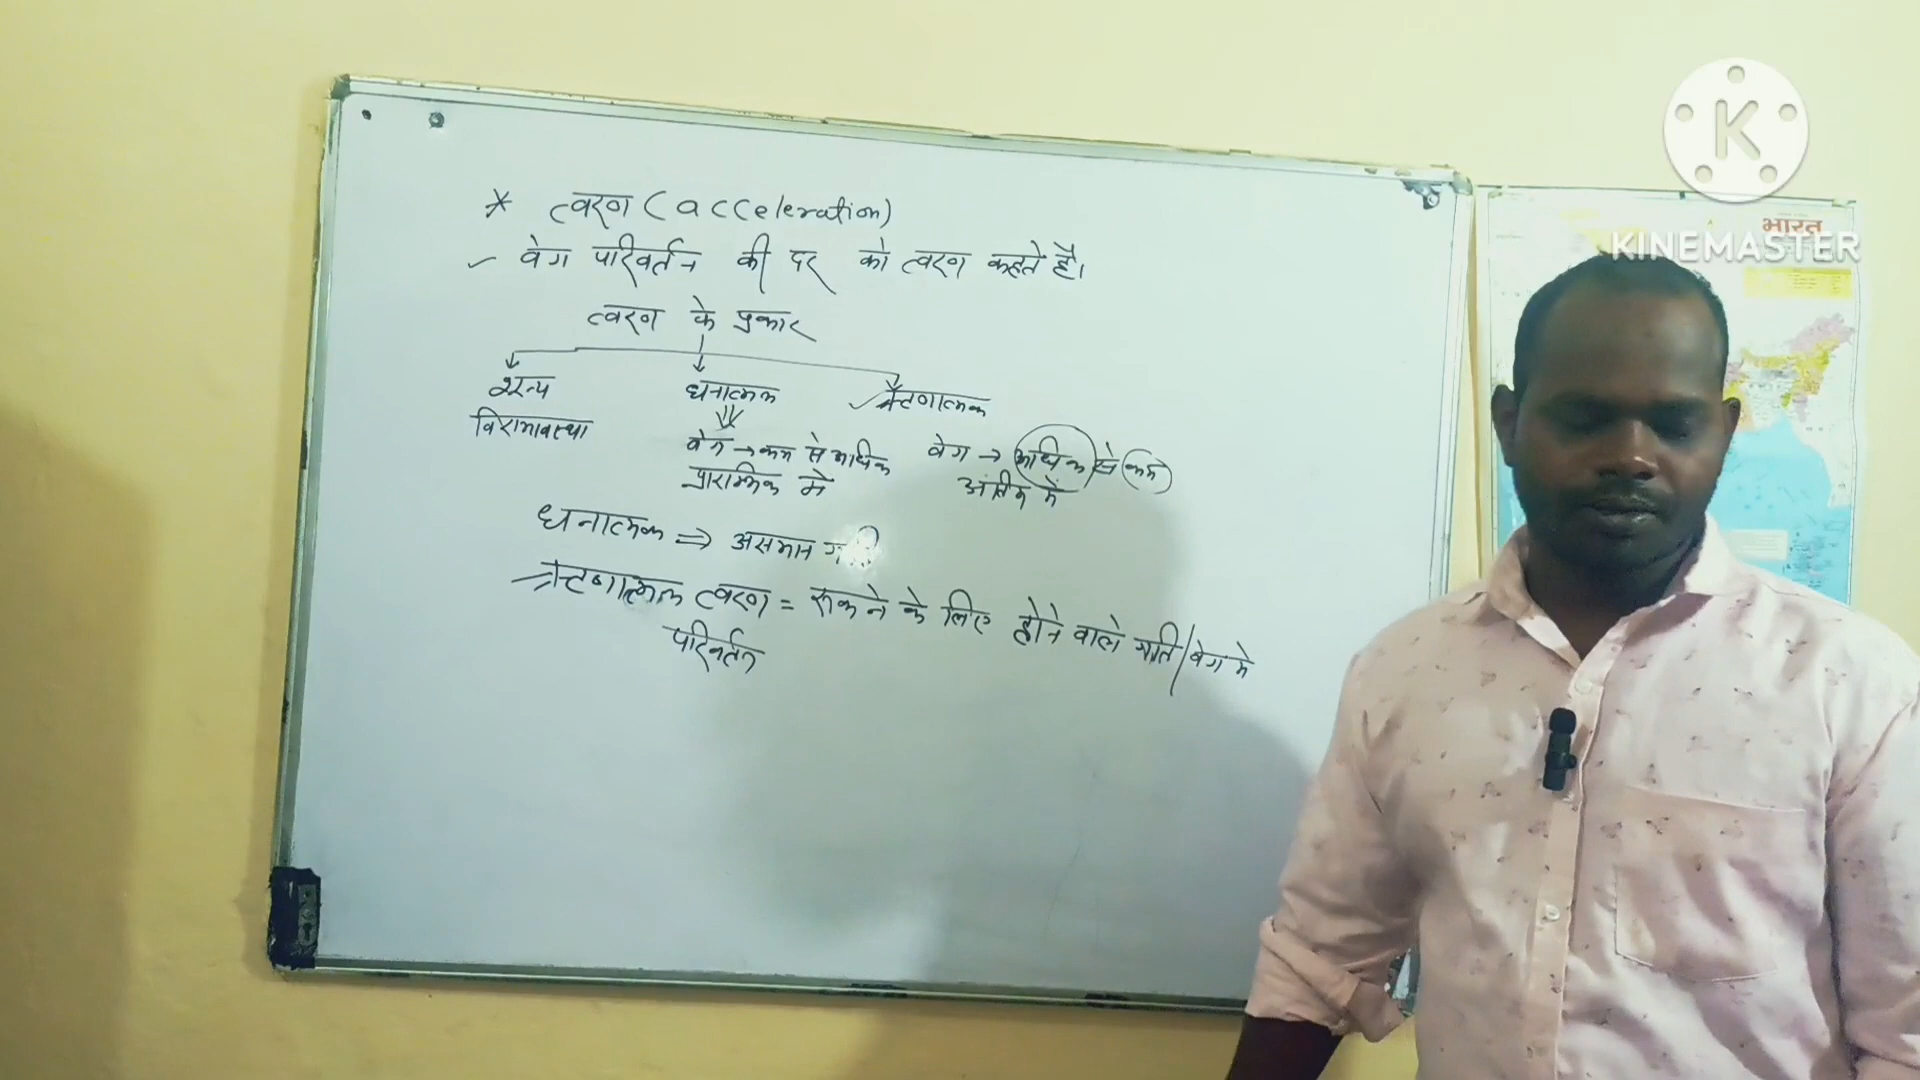 * त्वरण (acceleration)
✓ वेग परिवर्तन की दर को त्वरण कहते है।
त्वरण के प्रकार
शून्य धनात्मक ✓ ऋणात्मक
विरामावस्था
वेग → कम से अधिक वेग → अधिक से कम
प्रारम्भिक मे अंतिम में
धनात्मक ⇒ असमान
ऋणात्मक त्वरण = रूकने के लिए होने वाले गति/वेग मे
परिवर्तन
K
KINEMASTER
भारत